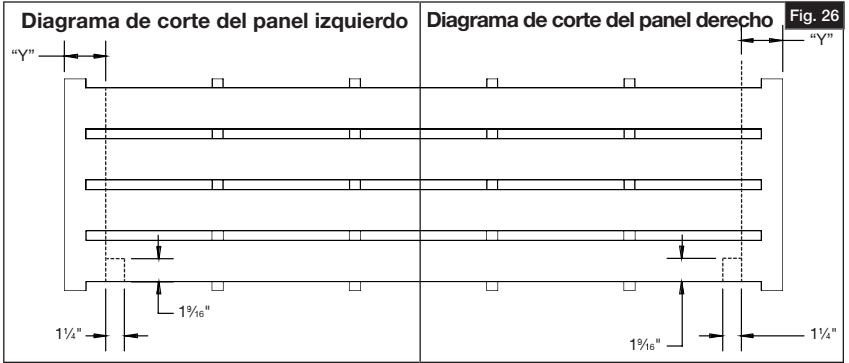 Diagrama de corte del panel izquierdo
Diagrama de corte del panel derecho
Fig. 26
“Y”
“Y”
1⁹⁄₁₆"
1¼"
1⁹⁄₁₆"
1¼"